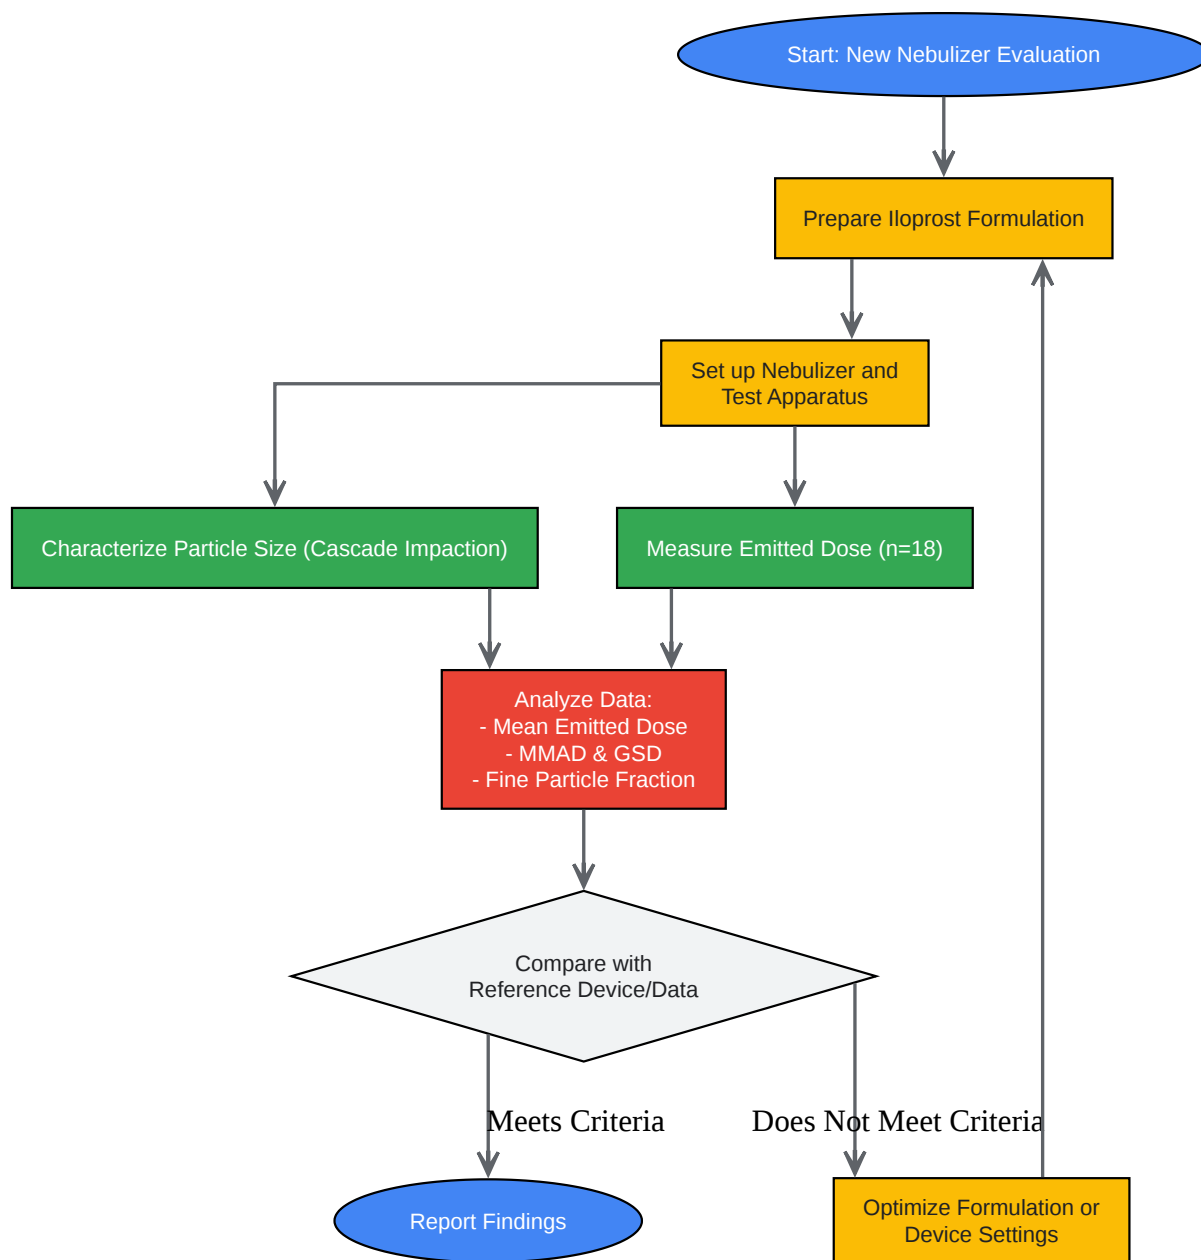 Start: New Nebulizer Evaluation
Prepare Iloprost Formulation
Set up Nebulizer and
Test Apparatus
Characterize Particle Size (Cascade Impaction)
Measure Emitted Dose (n=18)
Analyze Data:
- Mean Emitted Dose
- MMAD & GSD
- Fine Particle Fraction
Compare with
Reference Device/Data
Meets Criteria
Does Not Meet Criteria
Report Findings
Optimize Formulation or
Device Settings